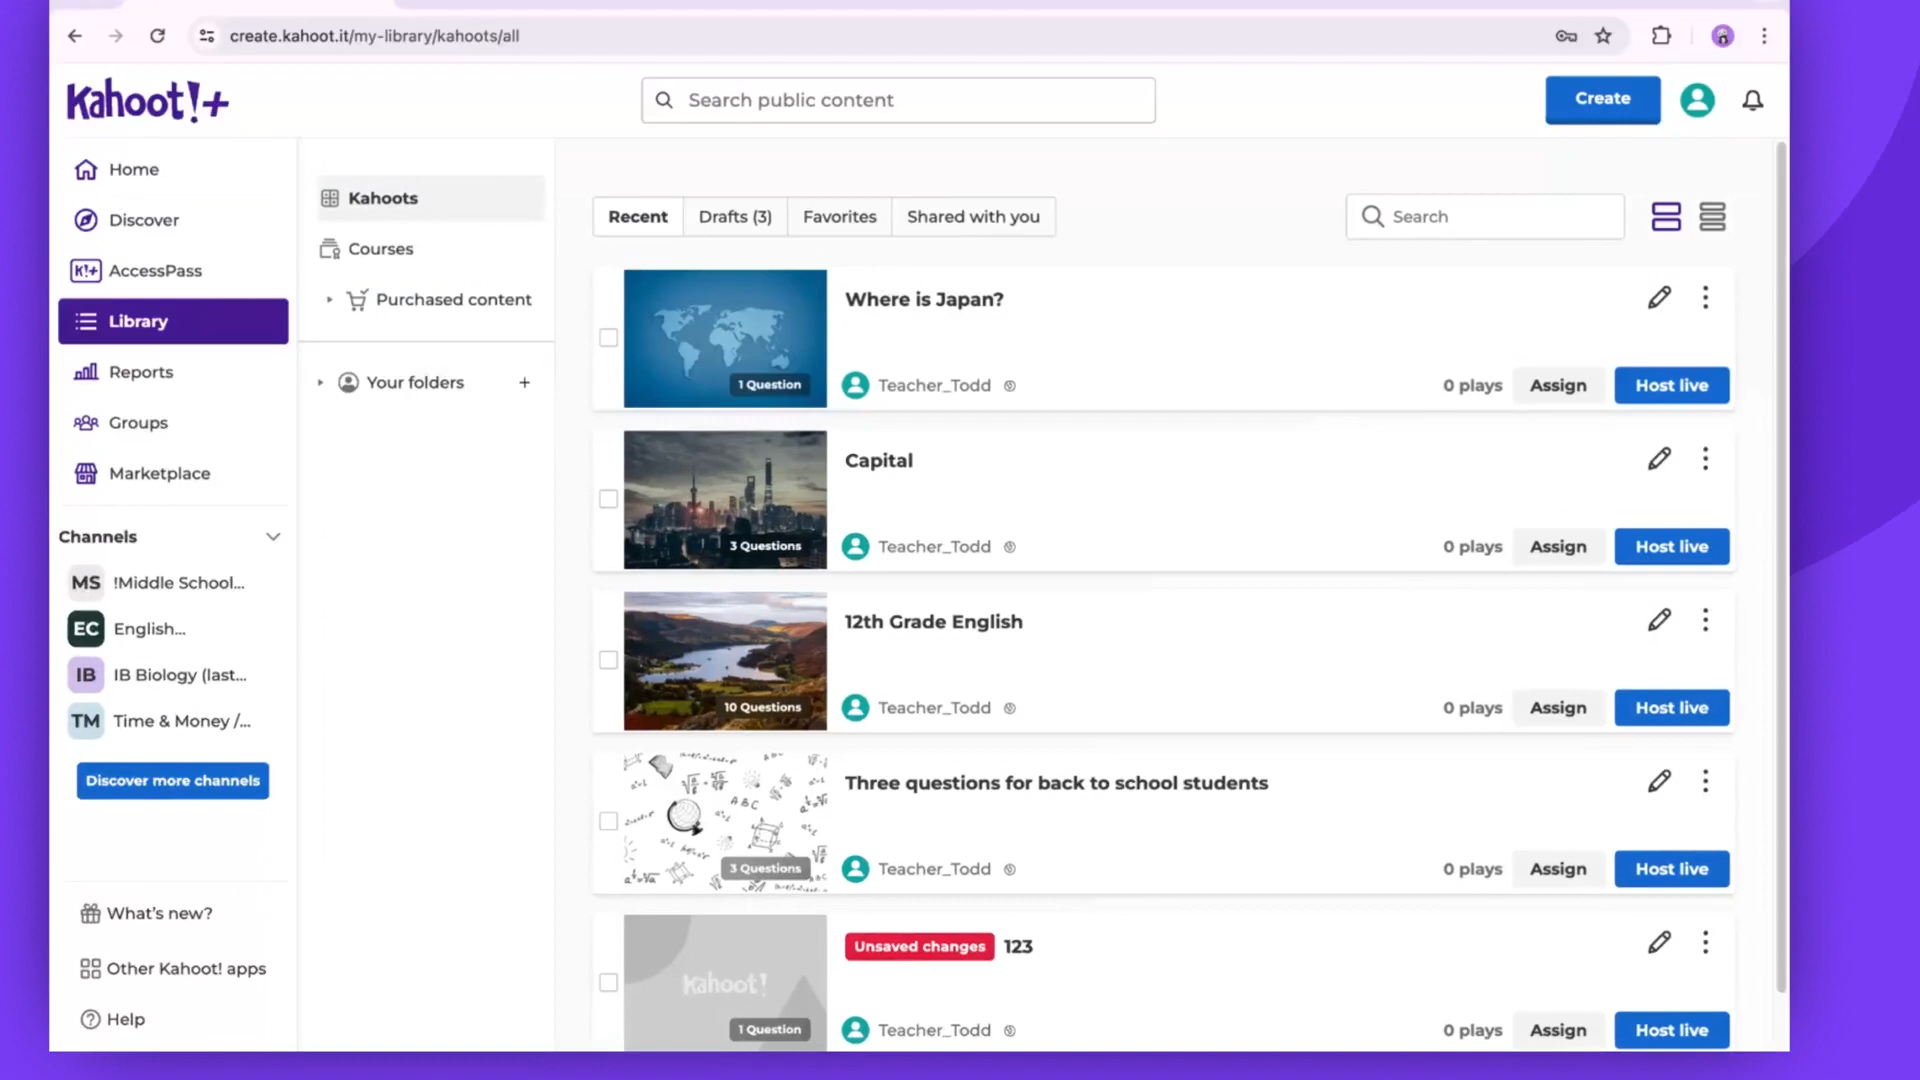 create.kahoot.it/my-library/kahoots/all
Kahoot!+
Search public content
Create
Home
Discover
K!+ AccessPass
Library
Reports
Groups
Marketplace
Channels
MS !Middle School...
EC English...
IB IB Biology (last...
TM Time & Money /...
Discover more channels
What's new?
Other Kahoot! apps
Help
Kahoots
Courses
Purchased content
Your folders +
Recent
Drafts (3)
Favorites
Shared with you
Search
Where is Japan?
1 Question
Teacher_Todd
0 plays
Assign
Host live
Capital
3 Questions
Teacher_Todd
0 plays
Assign
Host live
12th Grade English
10 Questions
Teacher_Todd
0 plays
Assign
Host live
Three questions for back to school students
ABC
3 Questions
Teacher_Todd
0 plays
Assign
Host live
Unsaved changes 123
Kahoot!
1 Question
Teacher_Todd
0 plays
Assign
Host live